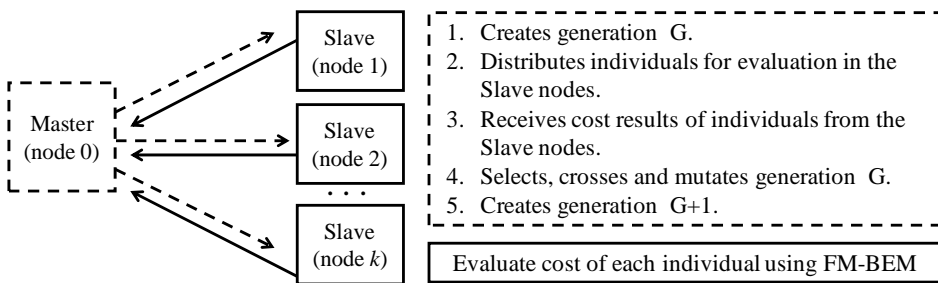 Master
(node 0)
Slave
(node 1)
Slave
(node 2)
. . .
Slave
(node k)
1. Creates generation G.
2. Distributes individuals for evaluation in the
Slave nodes.
3. Receives cost results of individuals from the
Slave nodes.
4. Selects, crosses and mutates generation G.
5. Creates generation G+1.
Evaluate cost of each individual using FM-BEM